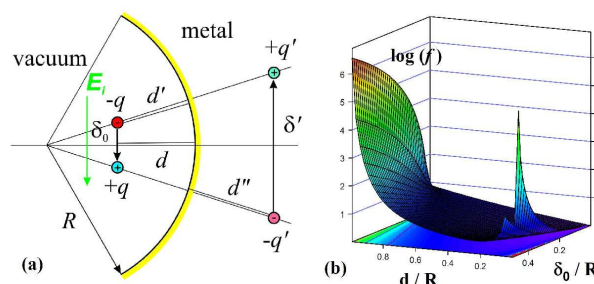 metal
vacuum
+q′
E_i
-q
d′
δ₀
δ′
d
+q
d″
R
-q′
(a)
(b)
log (f)
6
5
4
3
2
1
0.8
0.6
0.4
0.2
d / R
0.4
0.2
δ₀ / R